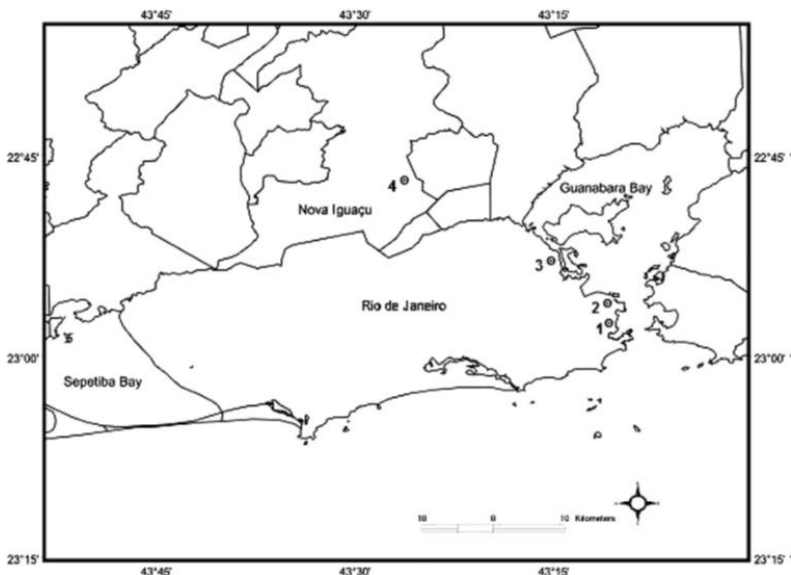 43°45' 43°30' 43°15'
22°45' 22°45'
Guanabara Bay
4
Nova Iguaçu
3
Rio de Janeiro
2
1
23°00' 23°00'
Sepetiba Bay
10 0 10 Kilometers
23°15' 23°15'
43°45' 43°30' 43°15'